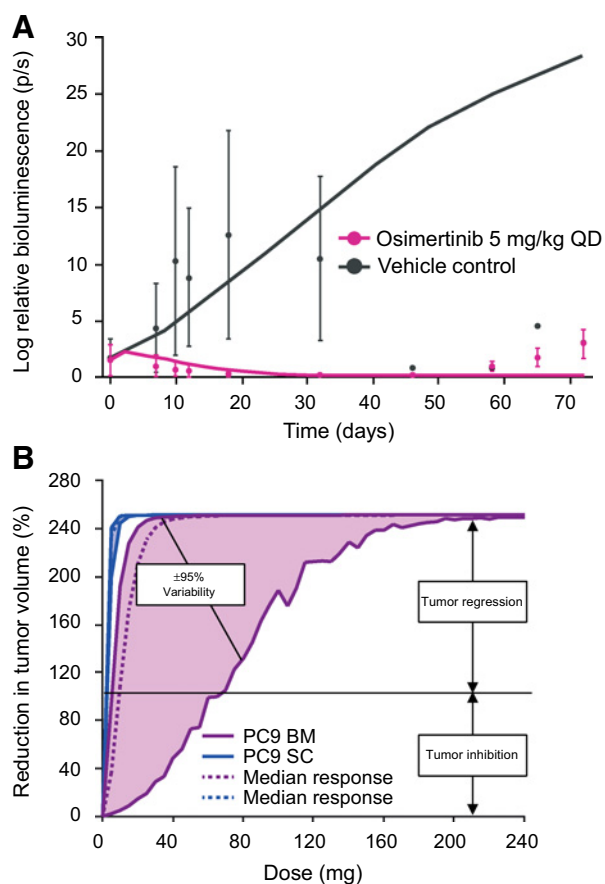 A
Log relative bioluminescence (p/s)
30
25
20
15
10
5
0
Osimertinib 5 mg/kg QD
Vehicle control
0 10 20 30 40 50 60 70
Time (days)
B
Reduction in tumor volume (%)
280
240
200
160
120
80
40
0
±95%
Variability
Tumor regression
Tumor inhibition
PC9 BM
PC9 SC
Median response
Median response
0 40 80 120 160 200 240
Dose (mg)